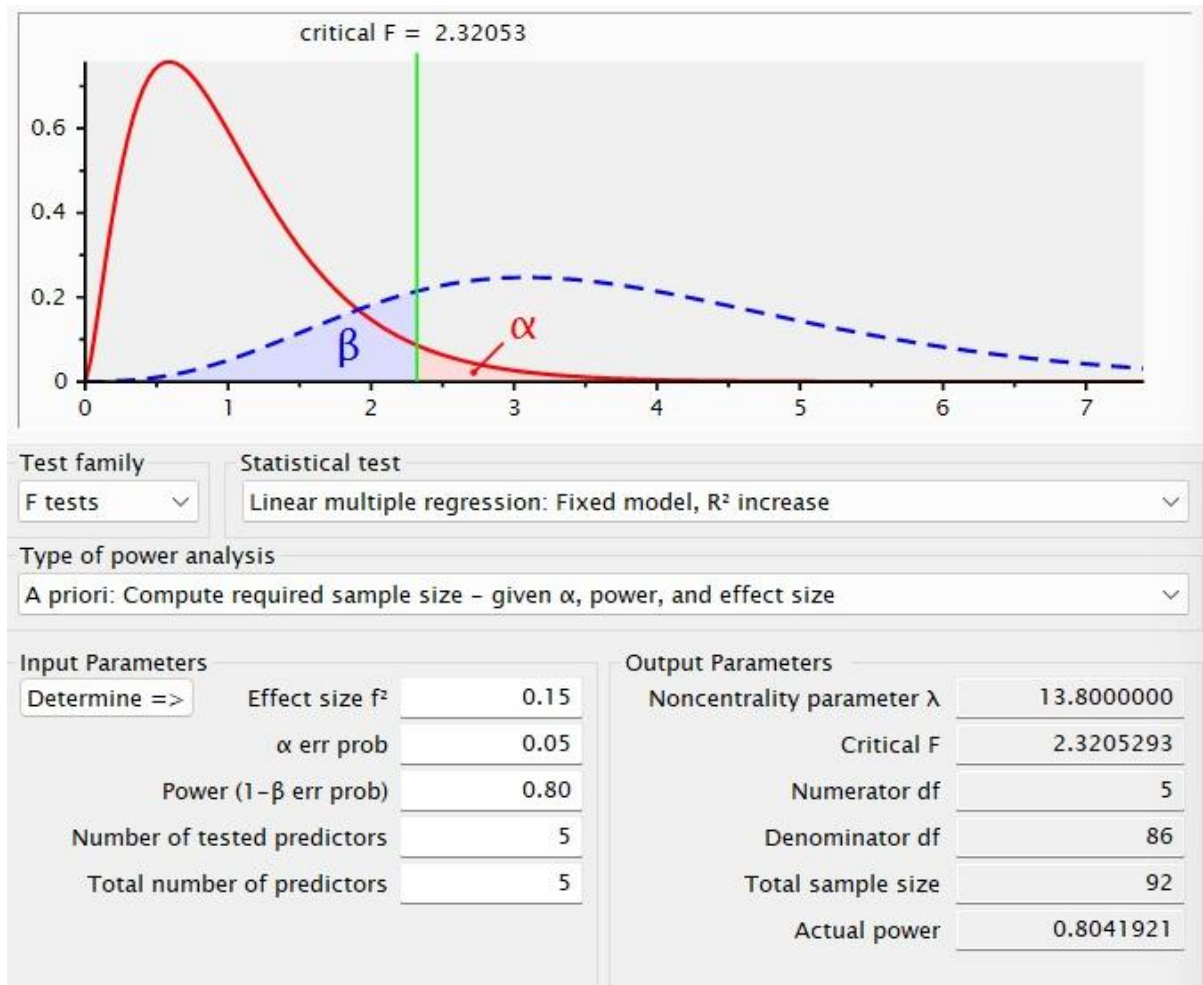 critical F = 2.32053
0.6
0.4
0.2
0
β
α
0 1 2 3 4 5 6 7
Test family Statistical test
F tests Linear multiple regression: Fixed model, R² increase
Type of power analysis
A priori: Compute required sample size – given α, power, and effect size
Input Parameters
Determine => Effect size f² 0.15
α err prob 0.05
Power (1–β err prob) 0.80
Number of tested predictors 5
Total number of predictors 5
Output Parameters
Noncentrality parameter λ 13.8000000
Critical F 2.3205293
Numerator df 5
Denominator df 86
Total sample size 92
Actual power 0.8041921